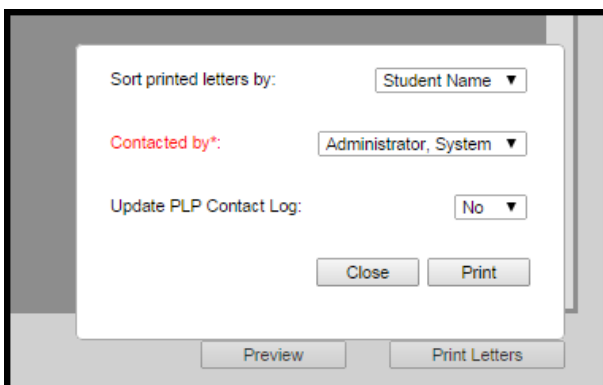 Sort printed letters by: Student Name ▼
Contacted by*: Administrator, System ▼
Update PLP Contact Log: No ▼
Close Print
Preview Print Letters